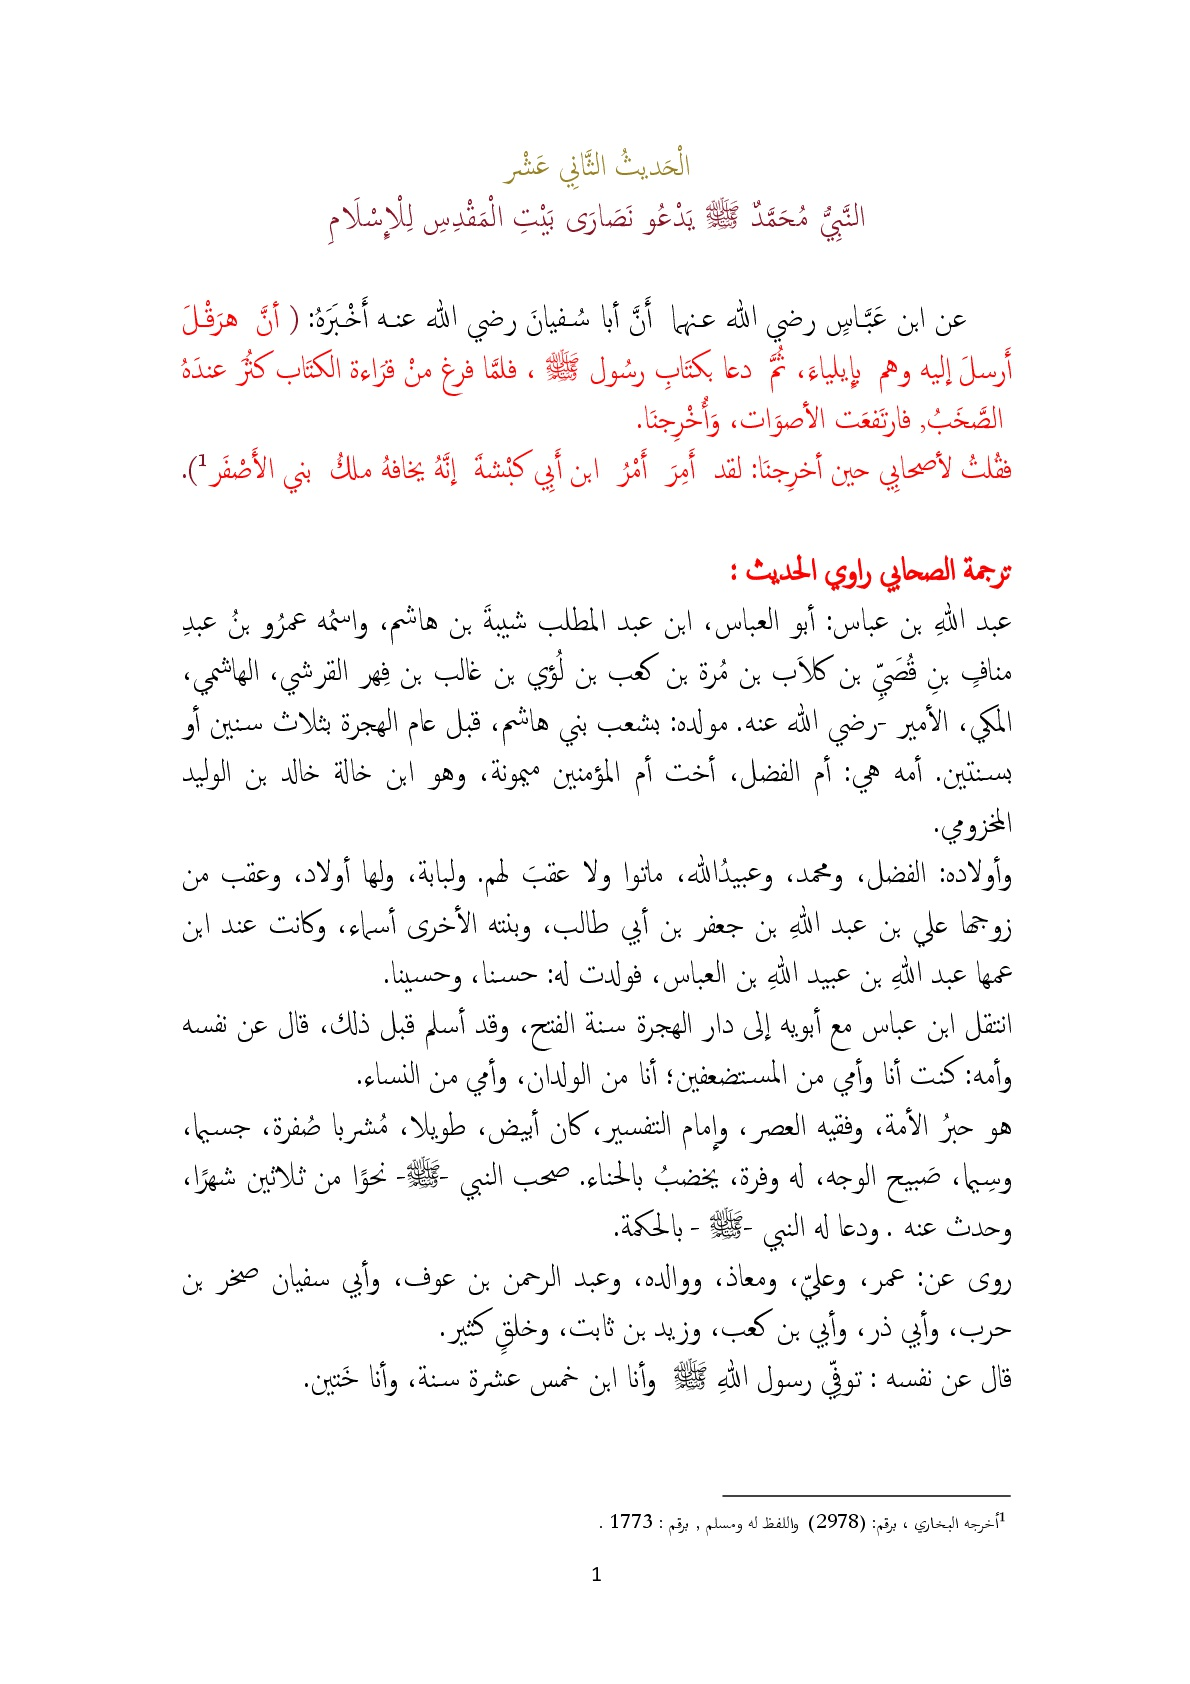 الْحَديثُ الثَّانِي عَشْر
النَّبِيُّ مُحَمَّدٌ ﷺ يَدْعُو نَصَارَى بَيْتِ الْمَقْدِسِ لِلْإِسْلَامِ
عن ابن عَبَّاسٍ رضي الله عنهما أَنَّ أبا سُفيانَ رضي الله عنه أَخْبَرَهُ: ( أنَّ هرَقْلَ
أَرسلَ إليه وهم بِإيلياءَ، ثُمَّ دعا بكتَابِ رسُول ﷺ ، فلمَّا فرغ منْ قرَاءة الكتَاب كثُرَ عندَهُ
الصَّخَبُ, فارتَفعَت الأصوَات، وَأُخْرِجنَا.
فقُلتُ لأصحابِي حين أخرِجنَا: لقد أَمِرَ أَمْرُ ابن أَبِي كبْشةَ إنَّهُ يخافهُ ملكُ بني الأَصْفَر1).
ترجمة الصحابي راوي الحديث :
عبد اللهِ بن عباس: أبو العباس، ابن عبد المطلب شيبةَ بن هاشم، واسمُه عمرُو بنُ عبدِ
منافٍ بنِ قُصَيِّ بن كلاَب بن مُرة بن كعب بن لُؤي بن غالب بن فِهر القرشي، الهاشمي،
المكي، الأمير -رضي الله عنه. مولده: بشعب بني هاشم، قبل عام الهجرة بثلاث سنين أو
بسنتين. أمه هي: أم الفضل، أخت أم المؤمنين ميمونة، وهو ابن خالة خالد بن الوليد
المخزومي.
وأولاده: الفضل، ومحمد، وعبيدُالله، ماتوا ولا عقبَ لهم. ولبابة، ولها أولاد، وعقب من
زوجها علي بن عبد اللهِ بن جعفر بن أبي طالب، وبنته الأخرى أسماء، وكانت عند ابن
عمها عبد اللهِ بن عبيد اللهِ بن العباس، فولدت له: حسنا، وحسينا.
انتقل ابن عباس مع أبويه إلى دار الهجرة سنة الفتح، وقد أسلم قبل ذلك، قال عن نفسه
وأمه: كنت أنا وأمي من المستضعفين؛ أنا من الولدان، وأمي من النساء.
هو حبرُ الأمة، وفقيه العصر، وإمام التفسير، كان أبيض، طويلا، مُشربا صُفرة، جسيما،
وسِيما، صَبيح الوجه، له وفرة، يخضبُ بالحناء. صحب النبي -ﷺ- نحوًا من ثلاثين شهرًا،
وحدث عنه . ودعا له النبي -ﷺ - بالحكمة.
روى عن: عمر، وعليّ، ومعاذ، ووالده، وعبد الرحمن بن عوف، وأبي سفيان صخر بن
حرب، وأبي ذر، وأبي بن كعب، وزيد بن ثابت، وخلقٍ كثير.
قال عن نفسه : توفِّي رسول اللهِ ﷺ وأنا ابن خمس عشرة سنة، وأنا خَتين.
1أخرجه البخاري ، برقم: (2978) واللفظ له ومسلم , برقم : 1773 .
1